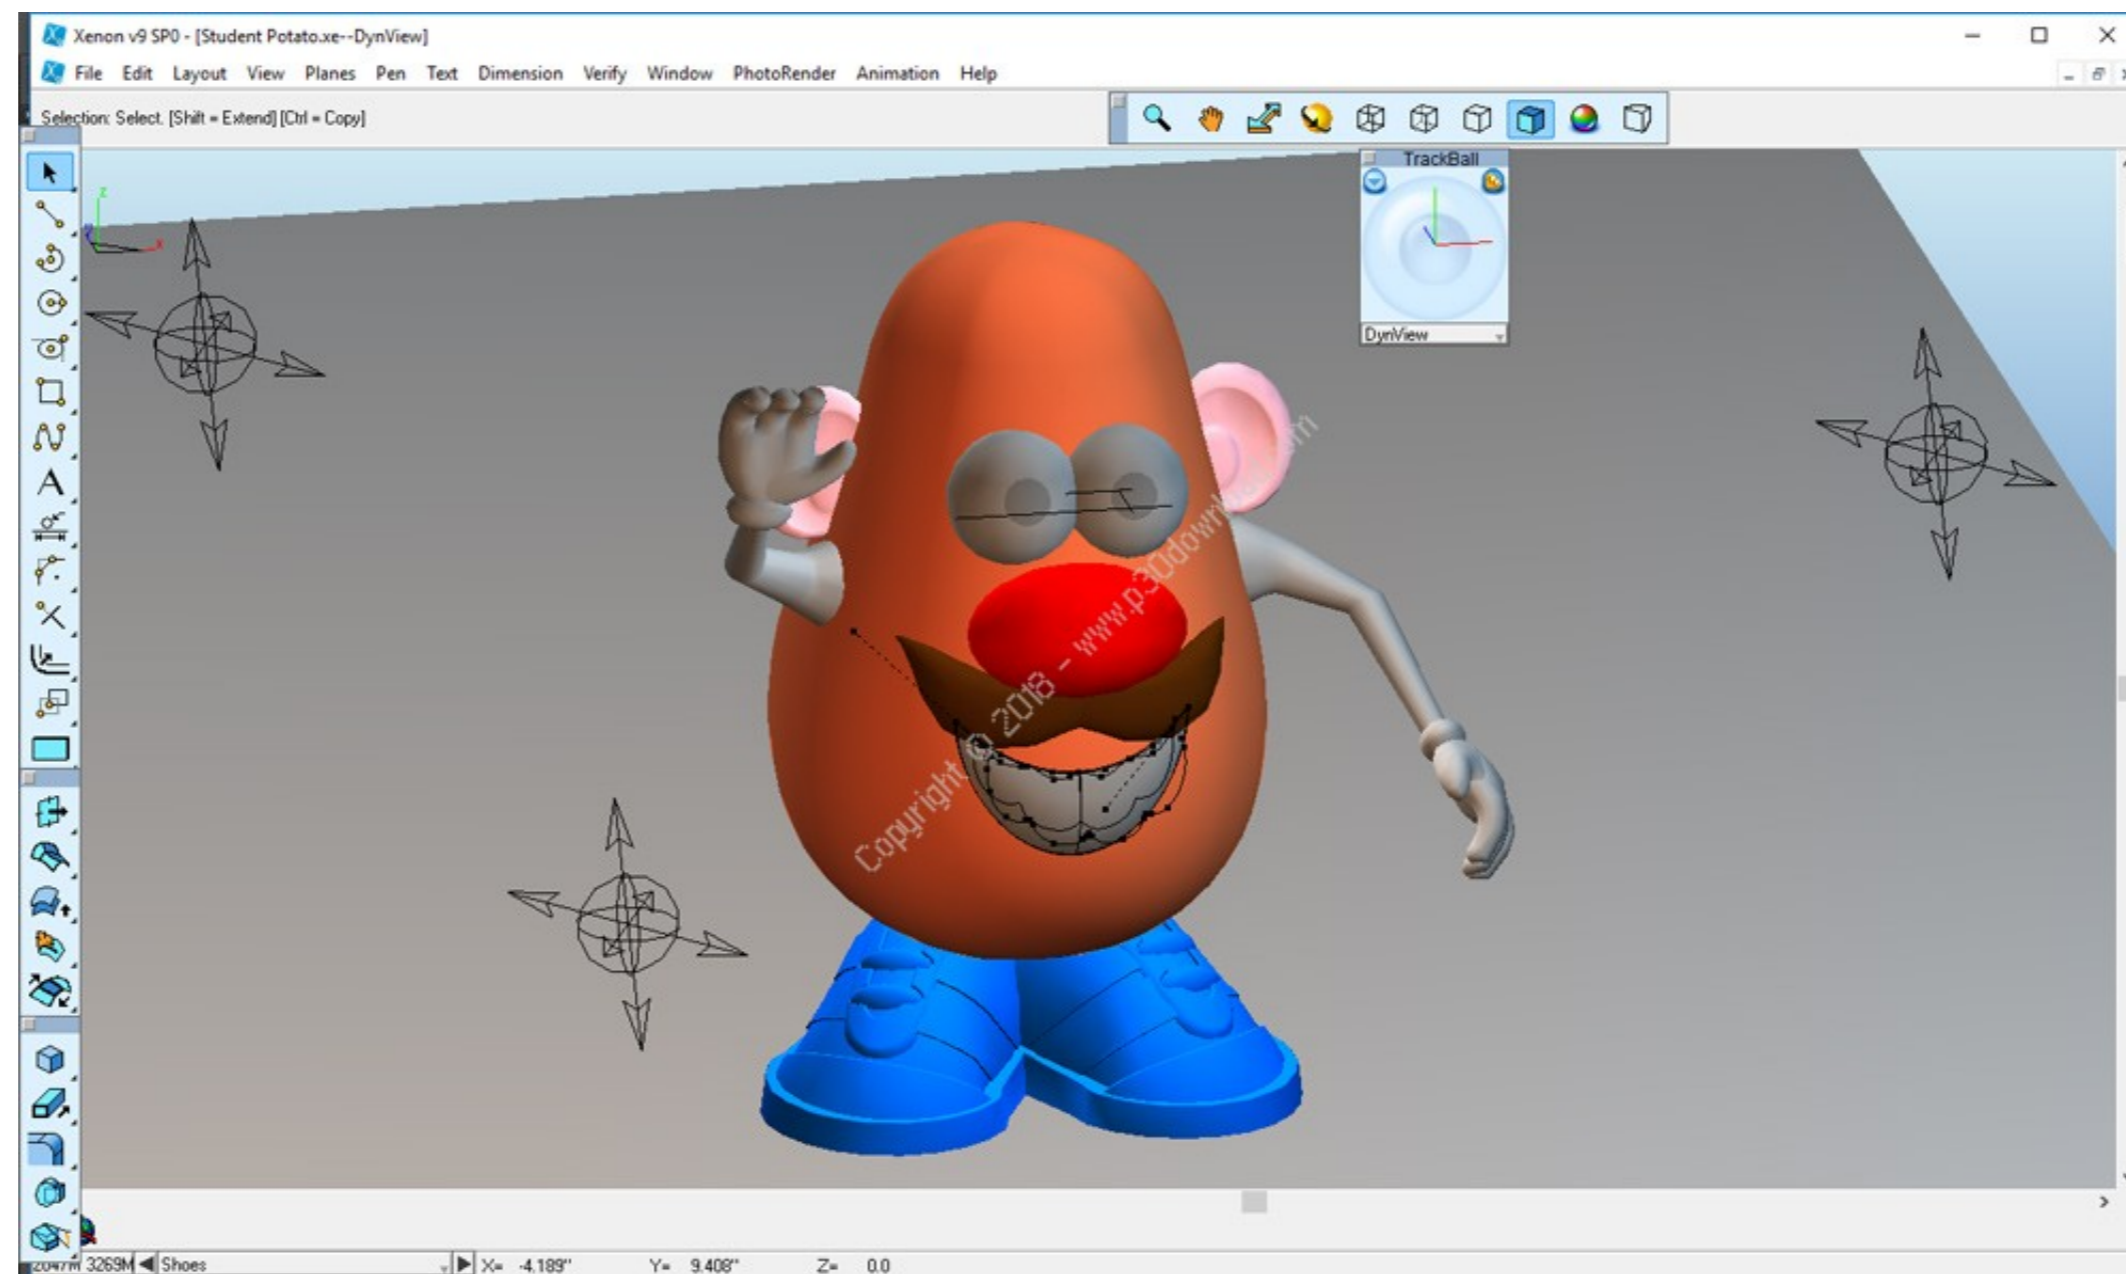 Xenon v9 SP0 - [Student Potato.xe--DynView]
File Edit Layout View Planes Pen Text Dimension Verify Window PhotoRender Animation Help
Selection: Select. [Shift = Extend] [Ctrl = Copy]
TrackBall
DynView
z
x
A
Copyright © 2018 - www.p30download.com
2047M 3269M Shoes X= -4.189" Y= 9.408" Z= 0.0